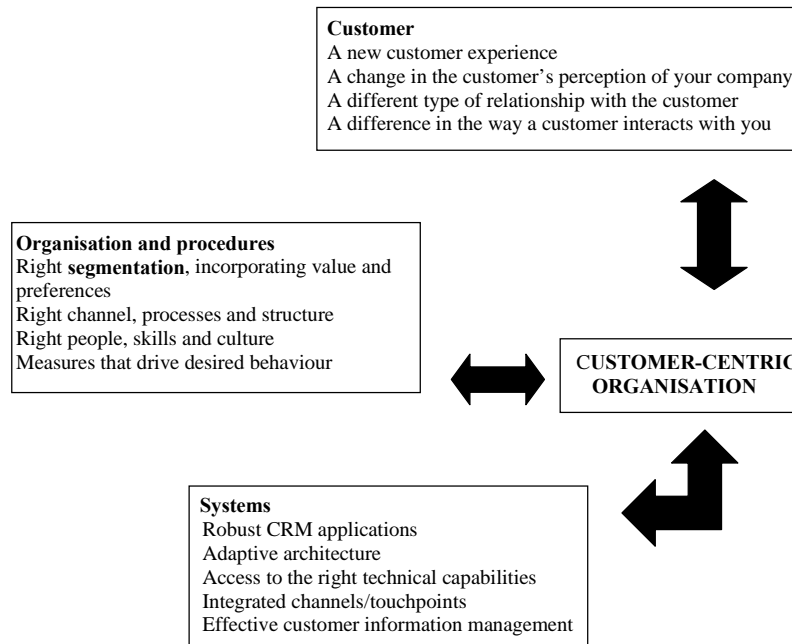 Customer
A new customer experience
A change in the customer's perception of your company
A different type of relationship with the customer
A difference in the way a customer interacts with you
Organisation and procedures
Right segmentation, incorporating value and
preferences
Right channel, processes and structure
Right people, skills and culture
Measures that drive desired behaviour
CUSTOMER-CENTRIC
ORGANISATION
Systems
Robust CRM applications
Adaptive architecture
Access to the right technical capabilities
Integrated channels/touchpoints
Effective customer information management